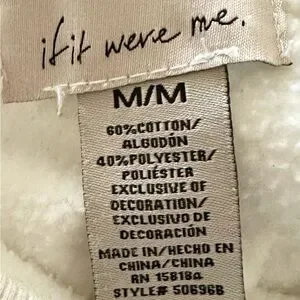 if it were me.
M/M
60%COTTON/
ALGODÓN
40%POLYESTER/
POLIÉSTER
EXCLUSIVE OF
DECORATION/
EXCLUSIVO DE
DECORACIÓN
MADE IN/HECHO EN
CHINA/CHINA
RN 158184
STYLE# 50696B